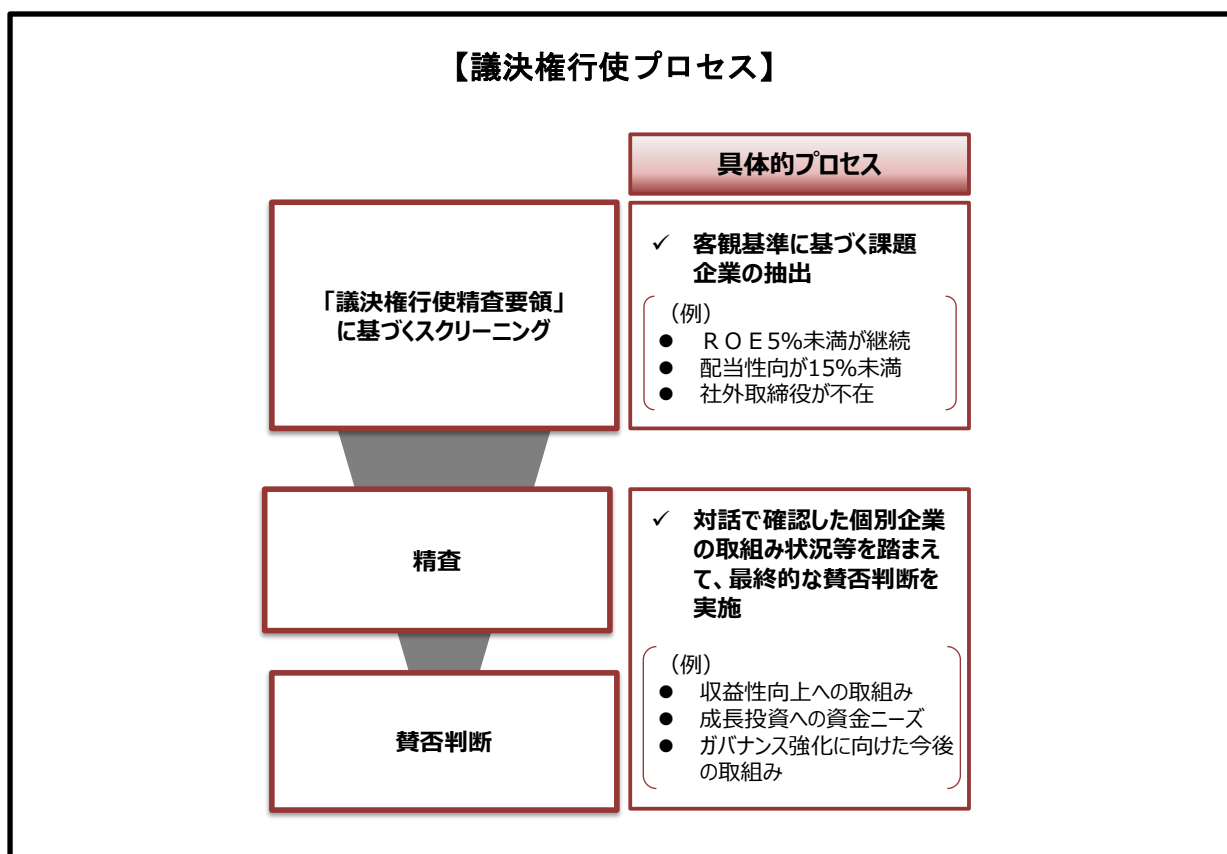 【議決権行使プロセス】
具体的プロセス
「議決権行使精査要領」
に基づくスクリーニング
✓ 客観基準に基づく課題
企業の抽出
（例）
● ＲＯＥ5%未満が継続
● 配当性向が15%未満
● 社外取締役が不在
精査
✓ 対話で確認した個別企業
の取組み状況等を踏まえ
て、最終的な賛否判断を
実施
（例）
● 収益性向上への取組み
● 成長投資への資金ニーズ
● ガバナンス強化に向けた今後
の取組み
賛否判断